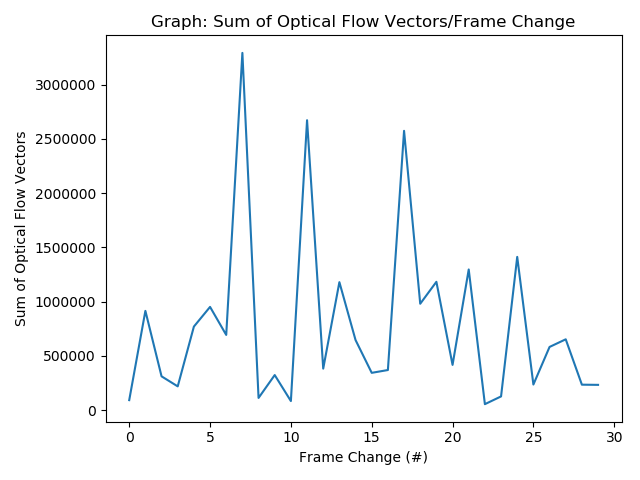 Graph: Sum of Optical Flow Vectors/Frame Change
3000000
2500000
2000000
1500000
1000000
500000
0
Sum of Optical Flow Vectors
0 5 10 15 20 25 30
Frame Change (#)